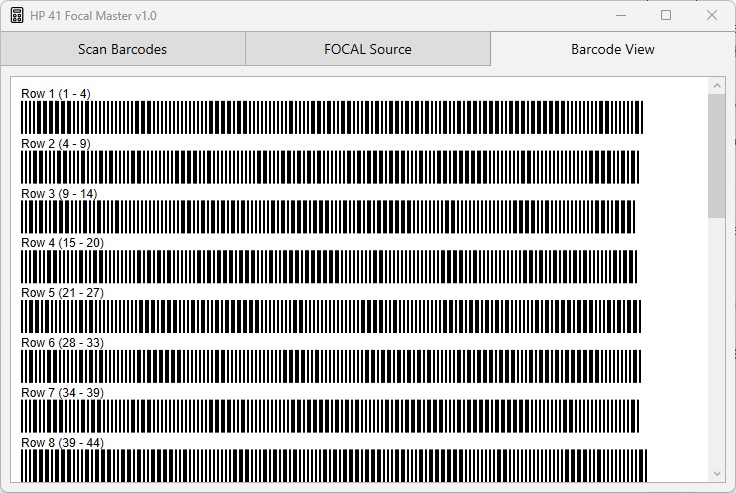 HP 41 Focal Master v1.0
Scan Barcodes
FOCAL Source
Barcode View
Row 1 (1 - 4)
Row 2 (4 - 9)
Row 3 (9 - 14)
Row 4 (15 - 20)
Row 5 (21 - 27)
Row 6 (28 - 33)
Row 7 (34 - 39)
Row 8 (39 - 44)